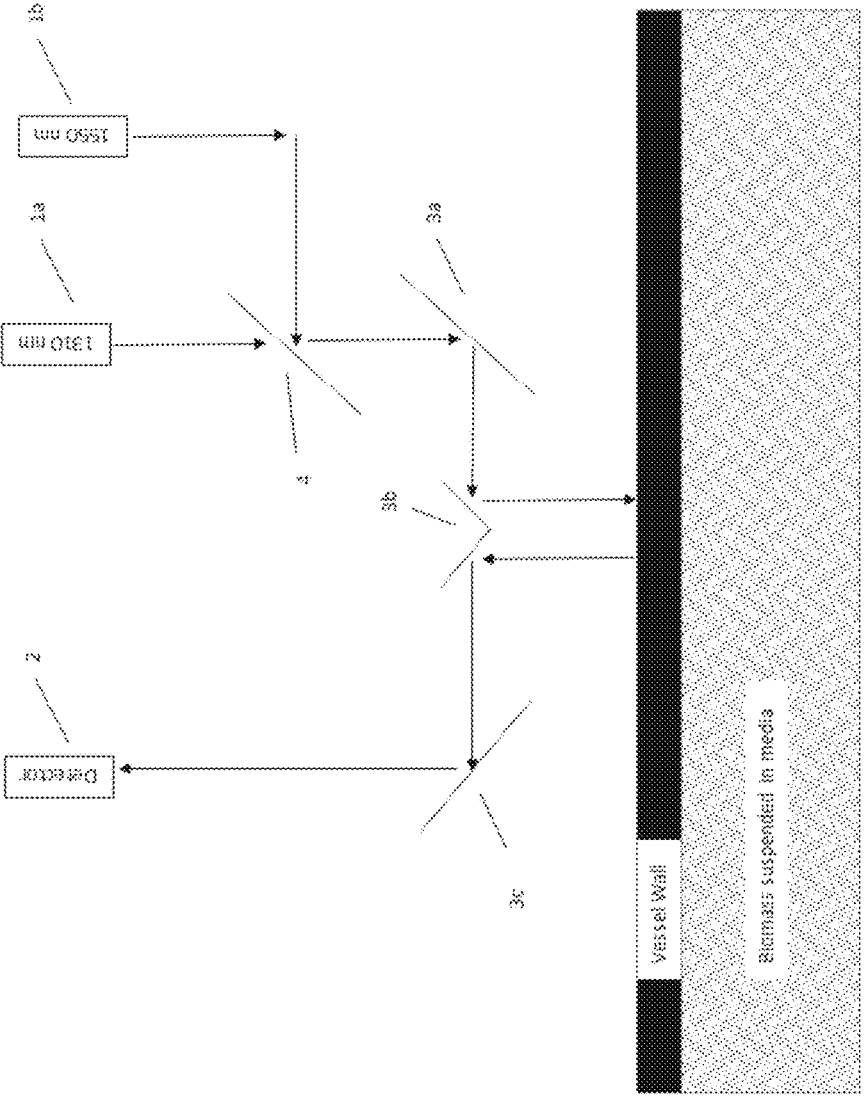 1b
1550 nm
1a
1310 nm
3a
4
3b
2
Detector
3c
Vessel Wall
Biomass suspended in media